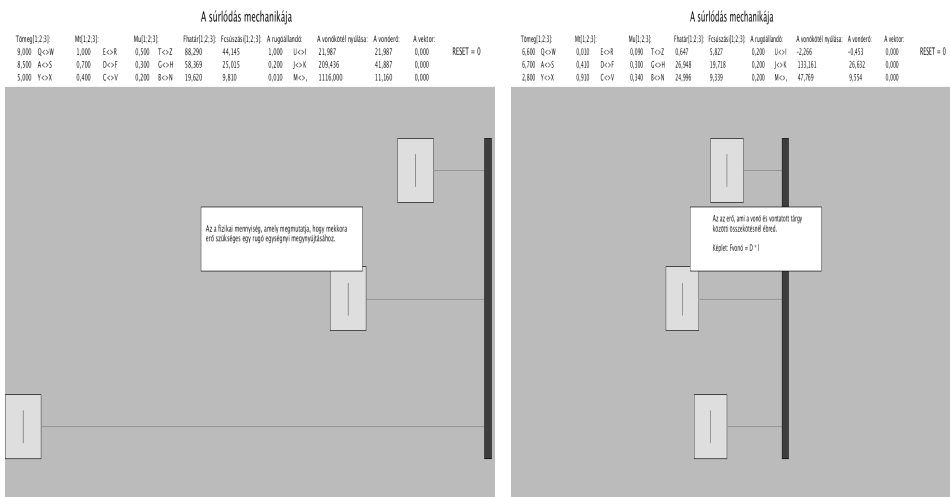 A súrlódás mechanikája
Tömeg[1;2;3]: Mt[1;2;3]: Mu[1;2;3]: Fhatár[1;2;3]: Fcsúszási[1;2;3]: A rugóállandó: A vonókötél nyúlása: A vonóerő: A vektor:
9,000 Q<>W 1,000 E<>R 0,500 T<>Z 88,290 44,145 1,000 U<>I 21,987 21,987 0,000 RESET = 0
8,500 A<>S 0,700 D<>F 0,300 G<>H 58,369 25,015 0,200 J<>K 209,436 41,887 0,000
5,000 Y<>X 0,400 C<>V 0,200 B<>N 19,620 9,810 0,010 M<>, 1116,000 11,160 0,000
Az a fizikai mennyiség, amely megmutatja, hogy mekkora
erő szükséges egy rugó egységnyi megynyújtásához.
A súrlódás mechanikája
Tömeg[1;2;3]: Mt[1;2;3]: Mu[1;2;3]: Fhatár[1;2;3]: Fcsúszási[1;2;3]: A rugóállandó: A vonókötél nyúlása: A vonóerő: A vektor:
6,600 Q<>W 0,010 E<>R 0,090 T<>Z 0,647 5,827 0,200 U<>I -2,266 -0,453 0,000 RESET = 0
6,700 A<>S 0,410 D<>F 0,300 G<>H 26,948 19,718 0,200 J<>K 133,161 26,632 0,000
2,800 Y<>X 0,910 C<>V 0,340 B<>N 24,996 9,339 0,200 M<>, 47,769 9,554 0,000
Az az erő, ami a vonó és vontatott tárgy
közötti összekötésnél ébred.
Képlet: Fvonó = D * l